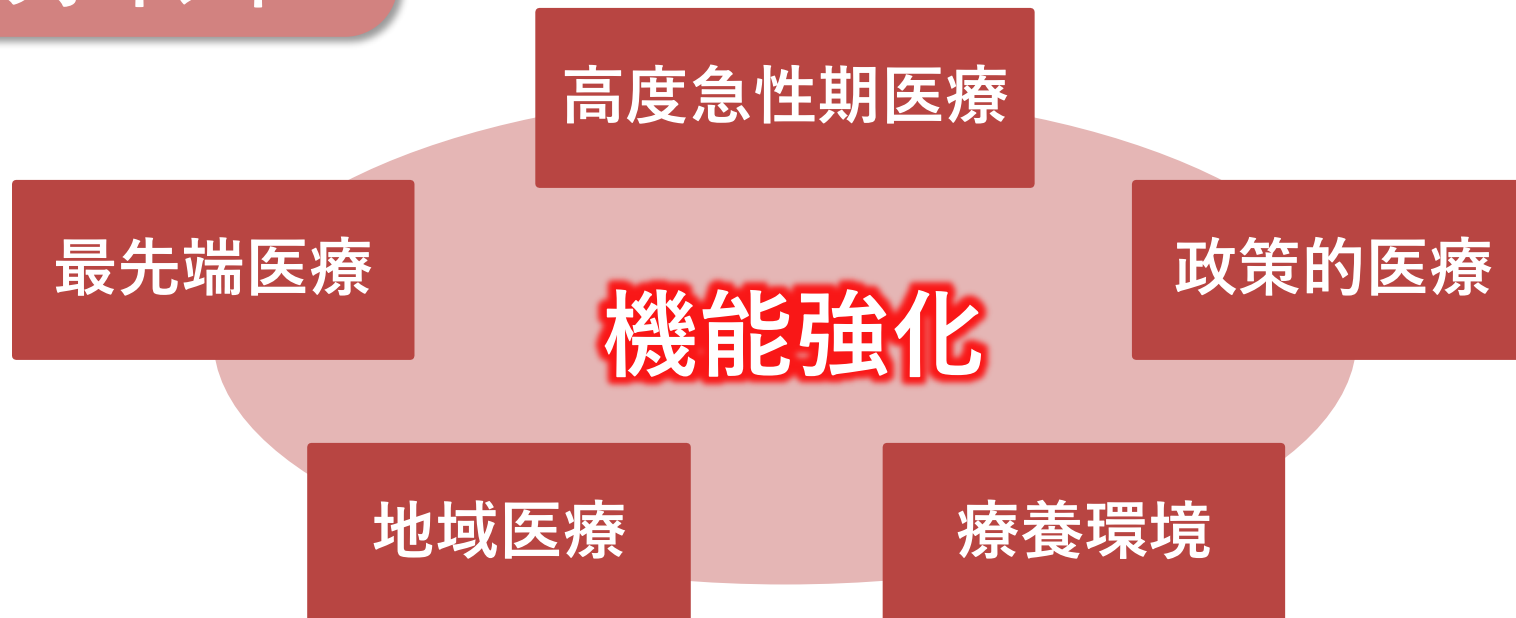 高度急性期医療
最先端医療
政策的医療
機能強化
地域医療
療養環境